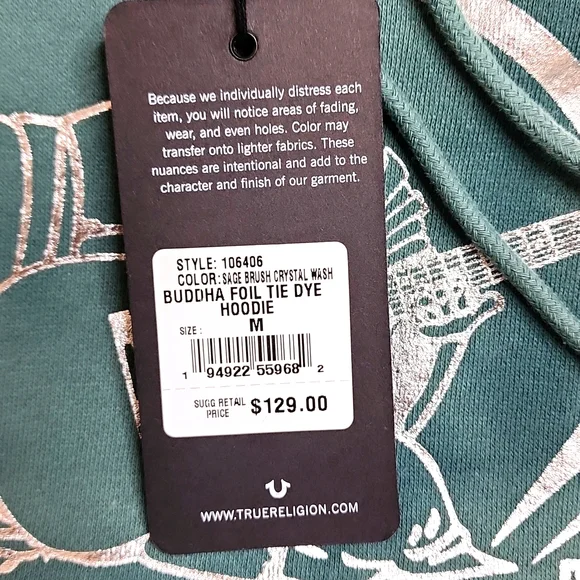 Because we individually distress each
item, you will notice areas of fading,
wear, and even holes. Color may
transfer onto lighter fabrics. These
nuances are intentional and add to the
character and finish of our garment.
STYLE: 106406
COLOR: SAGE BRUSH CRYSTAL WASH
BUDDHA FOIL TIE DYE
HOODIE
SIZE: M
1 94922 55968 2
SUGG RETAIL
PRICE $129.00
WWW.TRUERELIGION.COM